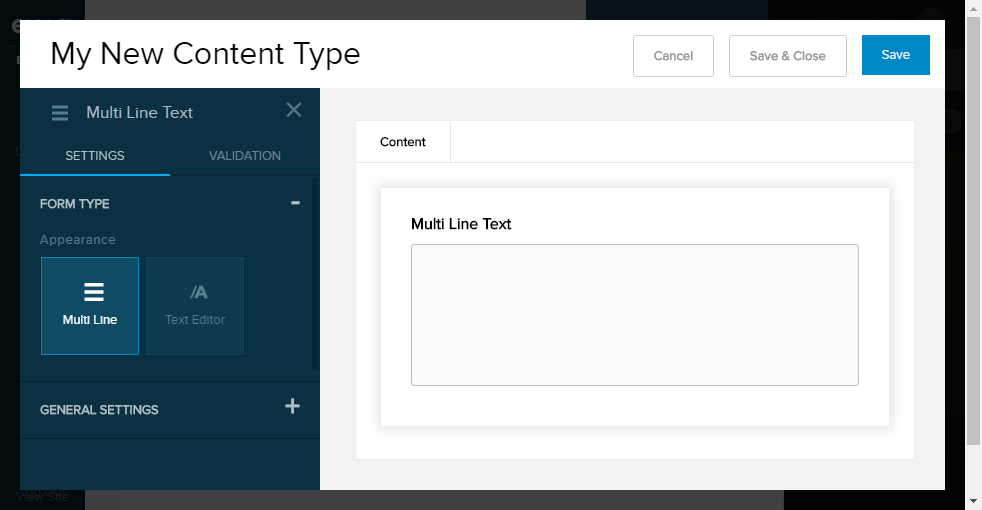 My New Content Type
Cancel
Save & Close
Save
Multi Line Text
SETTINGS
VALIDATION
FORM TYPE
Appearance
Multi Line
/A
Text Editor
GENERAL SETTINGS
Content
Multi Line Text
View Site